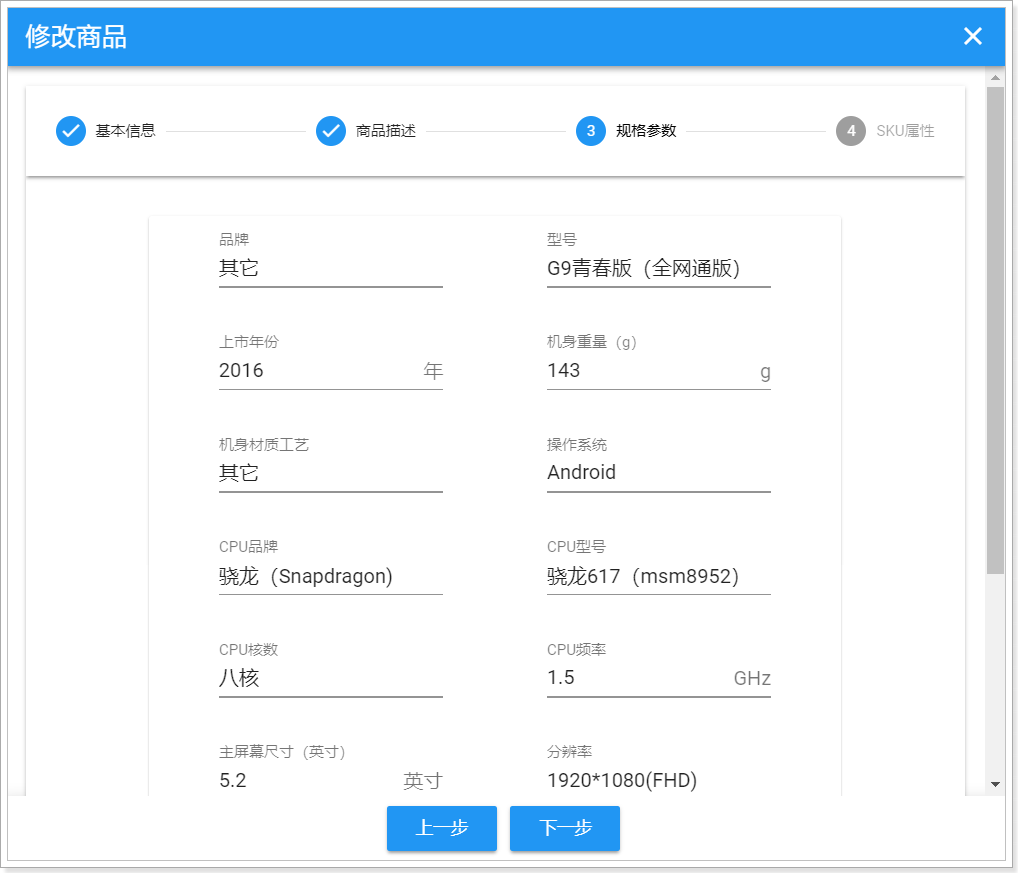 修改商品
基本信息
商品描述
3 规格参数
4 SKU属性
品牌 型号
其它 G9青春版（全网通版）
上市年份 机身重量（g）
2016 年 143 g
机身材质工艺 操作系统
其它 Android
CPU品牌 CPU型号
骁龙（Snapdragon) 骁龙617（msm8952）
CPU核数 CPU频率
八核 1.5 GHz
主屏幕尺寸（英寸） 分辨率
5.2 英寸 1920*1080(FHD)
上一步 下一步